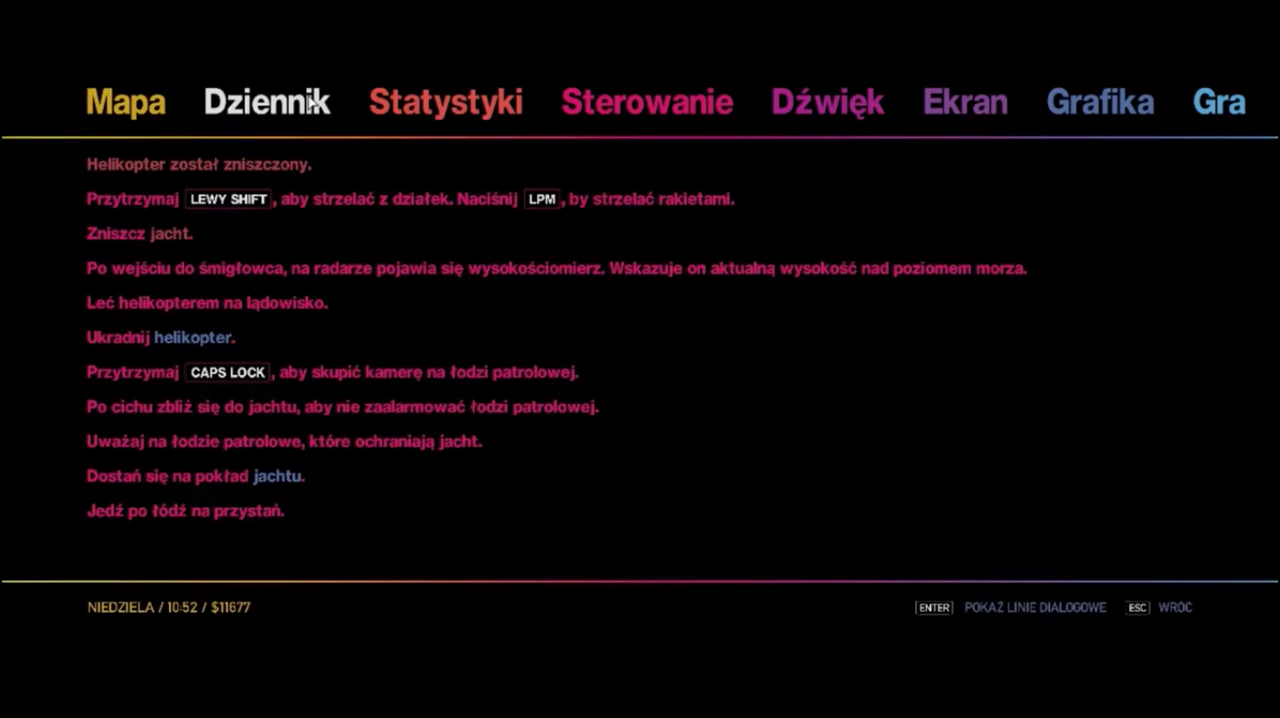 Mapa Dziennik Statystyki Sterowanie Dźwięk Ekran Grafika Gra
Helikopter został zniszczony.
Przytrzymaj LEWY SHIFT, aby strzelać z działek. Naciśnij LPM, by strzelać rakietami.
Zniszcz jacht.
Po wejściu do śmigłowca, na radarze pojawia się wysokościomierz. Wskazuje on aktualną wysokość nad poziomem morza.
Leć helikopterem na lądowisko.
Ukradnij helikopter.
Przytrzymaj CAPS LOCK, aby skupić kamerę na łodzi patrolowej.
Po cichu zbliż się do jachtu, aby nie zaalarmować łodzi patrolowej.
Uważaj na łodzie patrolowe, które ochraniają jacht.
Dostań się na pokład jachtu.
Jedź po łódź na przystań.
NIEDZIELA / 10:52 / $11677 ENTER POKAŻ LINIE DIALOGOWE ESC WRÓĆ